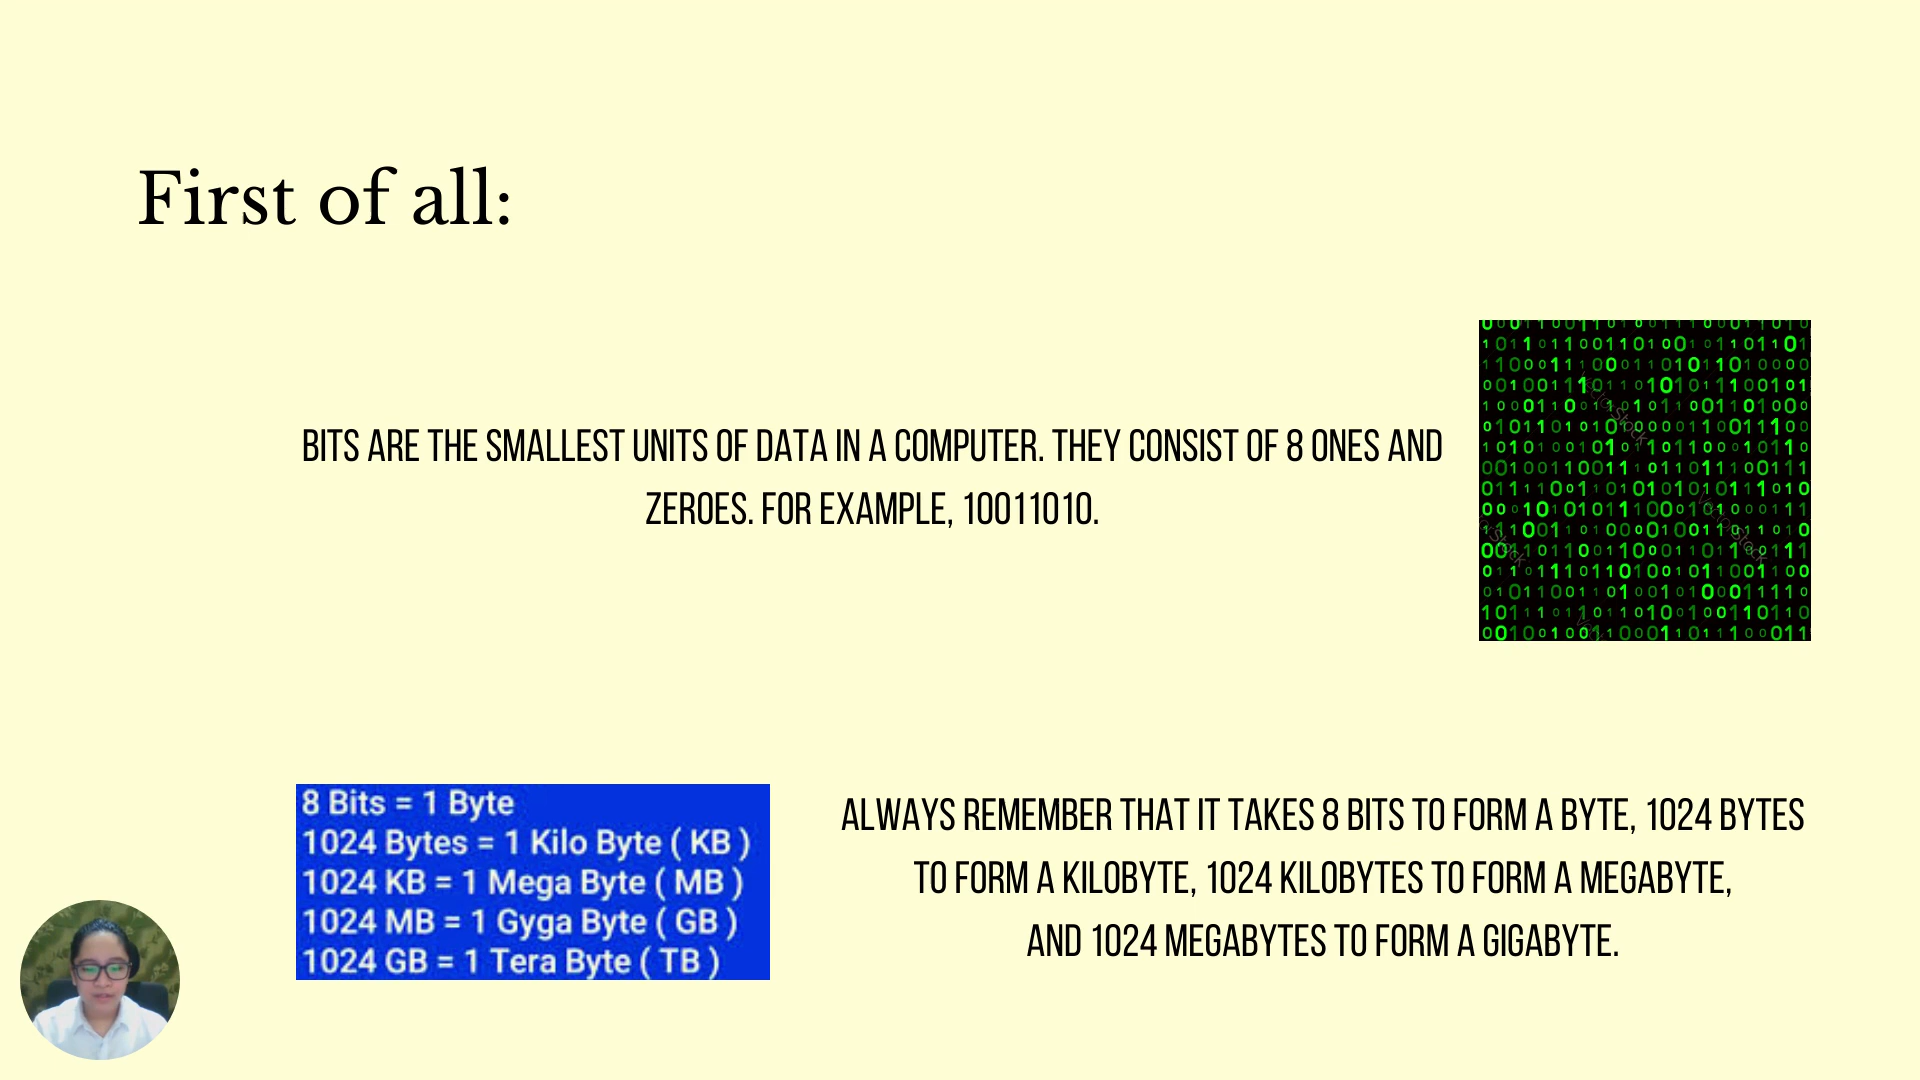 First of all:
BITS ARE THE SMALLEST UNITS OF DATA IN A COMPUTER. THEY CONSIST OF 8 ONES AND
ZEROES. FOR EXAMPLE, 10011010.
8 Bits = 1 Byte
1024 Bytes = 1 Kilo Byte ( KB )
1024 KB = 1 Mega Byte ( MB )
1024 MB = 1 Gyga Byte ( GB )
1024 GB = 1 Tera Byte ( TB )
ALWAYS REMEMBER THAT IT TAKES 8 BITS TO FORM A BYTE, 1024 BYTES
TO FORM A KILOBYTE, 1024 KILOBYTES TO FORM A MEGABYTE,
AND 1024 MEGABYTES TO FORM A GIGABYTE.